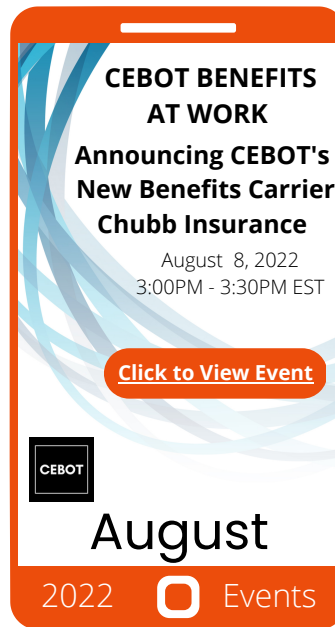 CEBOT BENEFITS
AT WORK
Announcing CEBOT's
New Benefits Carrier
Chubb Insurance
August 8, 2022
3:00PM - 3:30PM EST
Click to View Event
CEBOT
August
2022 Events